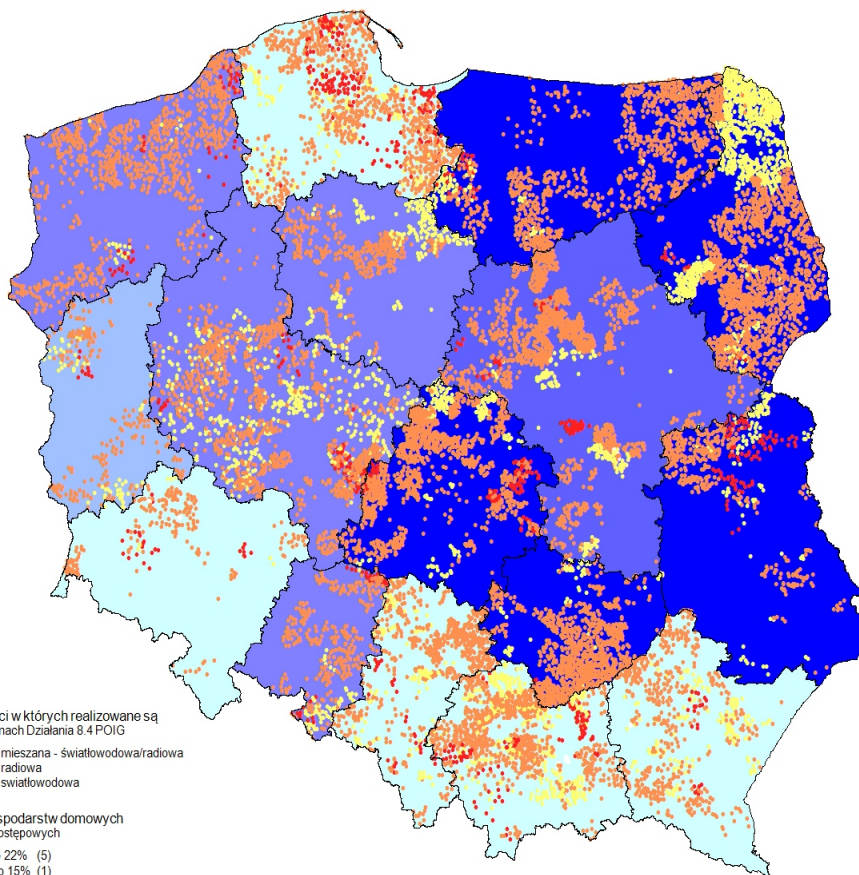 ci w których realizowane są
nach Działania 8.4 POIG
mieszana - światłowodowa/radiowa
radiowa
swiatłowodowa
spodarstw domowych
ostępowych
22% (5)
15% (1)